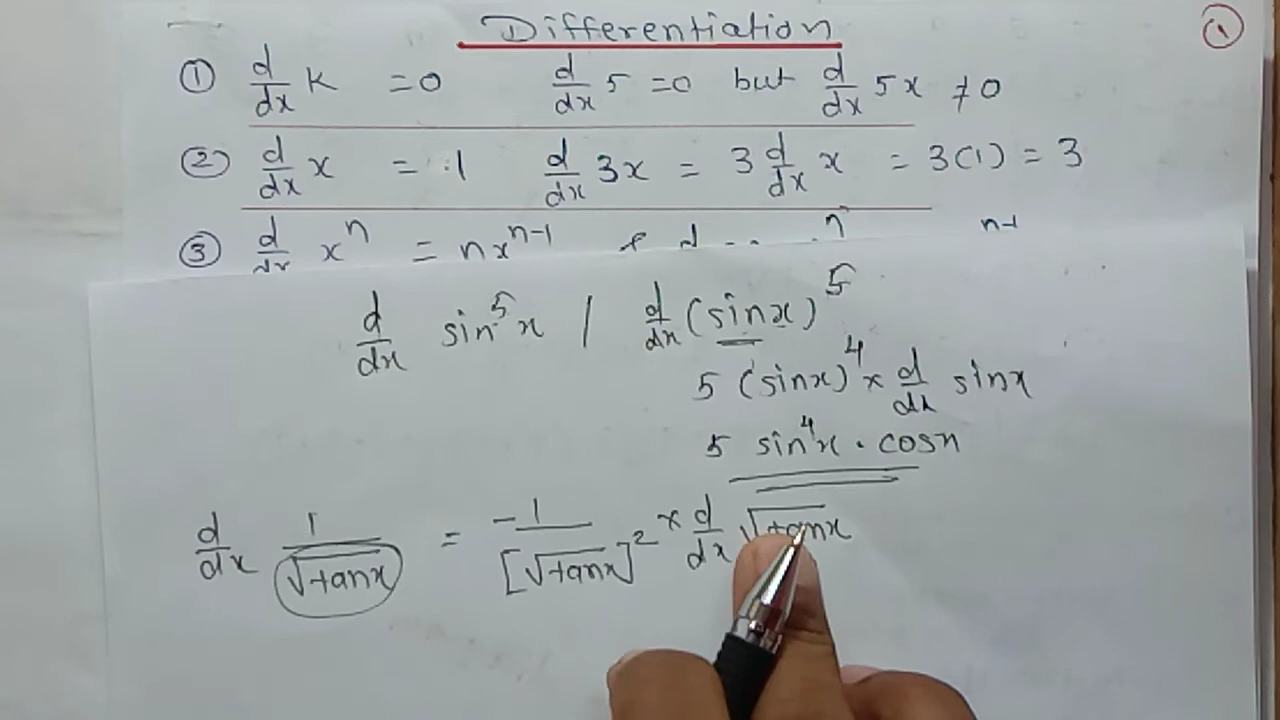 Differentiation
①
① d/dx k = 0 d/dx 5 = 0 but d/dx 5x ≠ 0
② d/dx x = 1 d/dx 3x = 3 d/dx x = 3(1) = 3
③ d/dx xⁿ = nxⁿ⁻¹ n n-1
d/dx sin⁵x / d/dx (sinx)⁵
5 (sinx)⁴ × d/dx sinx
5 sin⁴x · cosx
d/dx 1/√tanx = -1/[√tanx]² × d/dx √tanx